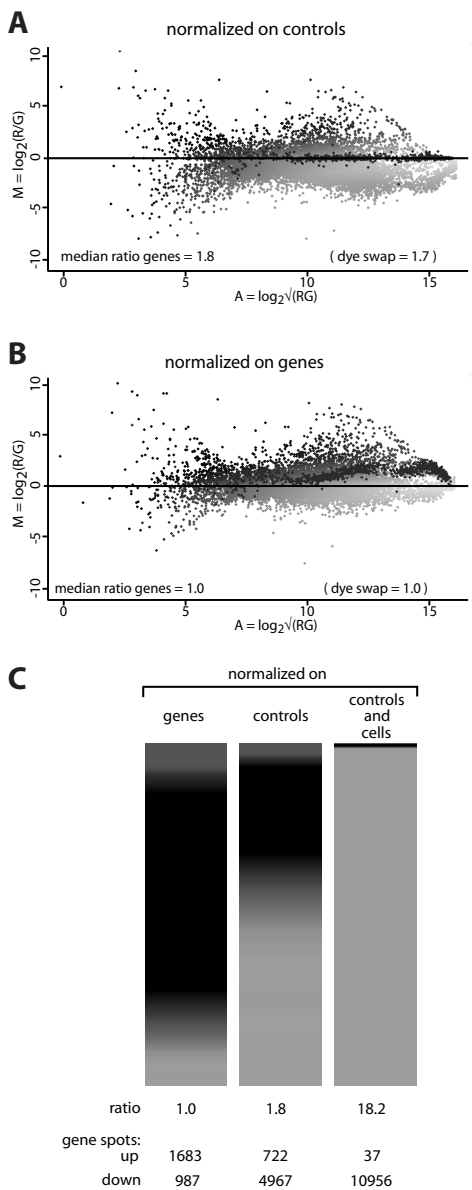 A
normalized on controls
M = log2(R/G)
10
5
0
-5
-10
median ratio genes = 1.8 ( dye swap = 1.7 )
0 5 10 15
A = log2√(RG)
B
normalized on genes
M = log2(R/G)
10
5
0
-5
-10
median ratio genes = 1.0 ( dye swap = 1.0 )
0 5 10 15
A = log2√(RG)
C
normalized on
genes controls controls
and
cells
ratio 1.0 1.8 18.2
gene spots:
up 1683 722 37
down 987 4967 10956